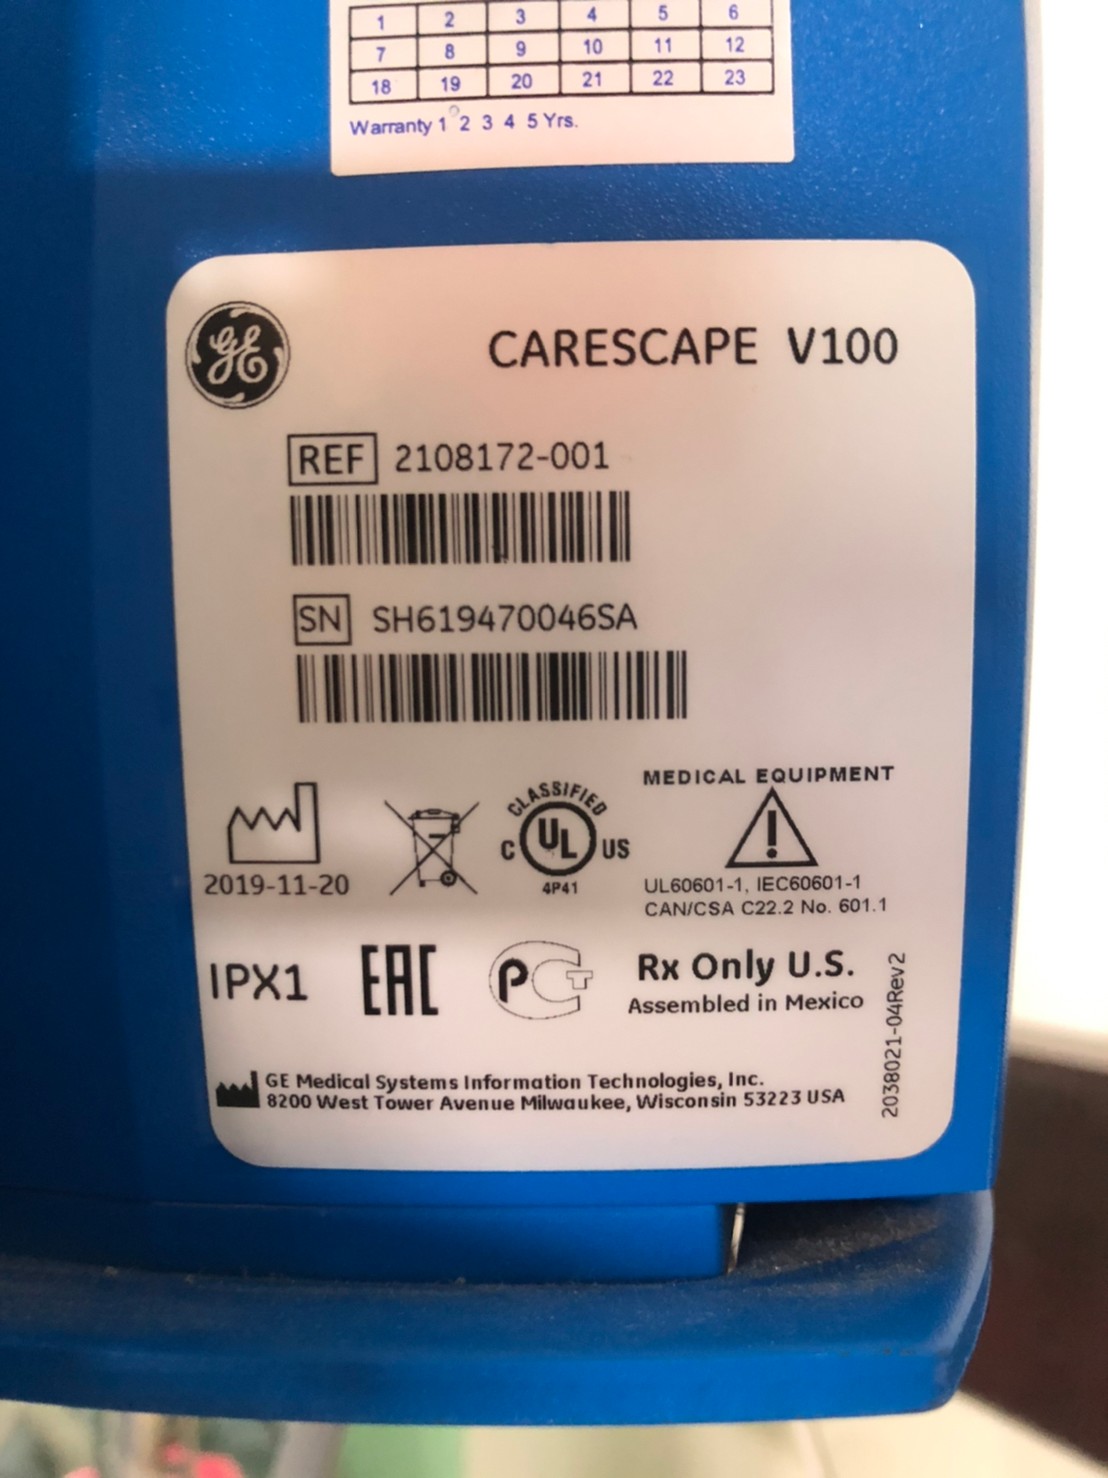 1 2 3 4 5 6
7 8 9 10 11 12
18 19 20 21 22 23
Warranty 1 2 3 4 5 Yrs.
GE
CARESCAPE V100
REF 2108172-001
SN SH619470046SA
2019-11-20
CLASSIFIED
C UL US
4P41
MEDICAL EQUIPMENT
!
UL60601-1, IEC60601-1
CAN/CSA C22.2 No. 601.1
IPX1
EAC
PCT
Rx Only U.S.
Assembled in Mexico
2038021-04Rev2
GE Medical Systems Information Technologies, Inc.
8200 West Tower Avenue Milwaukee, Wisconsin 53223 USA